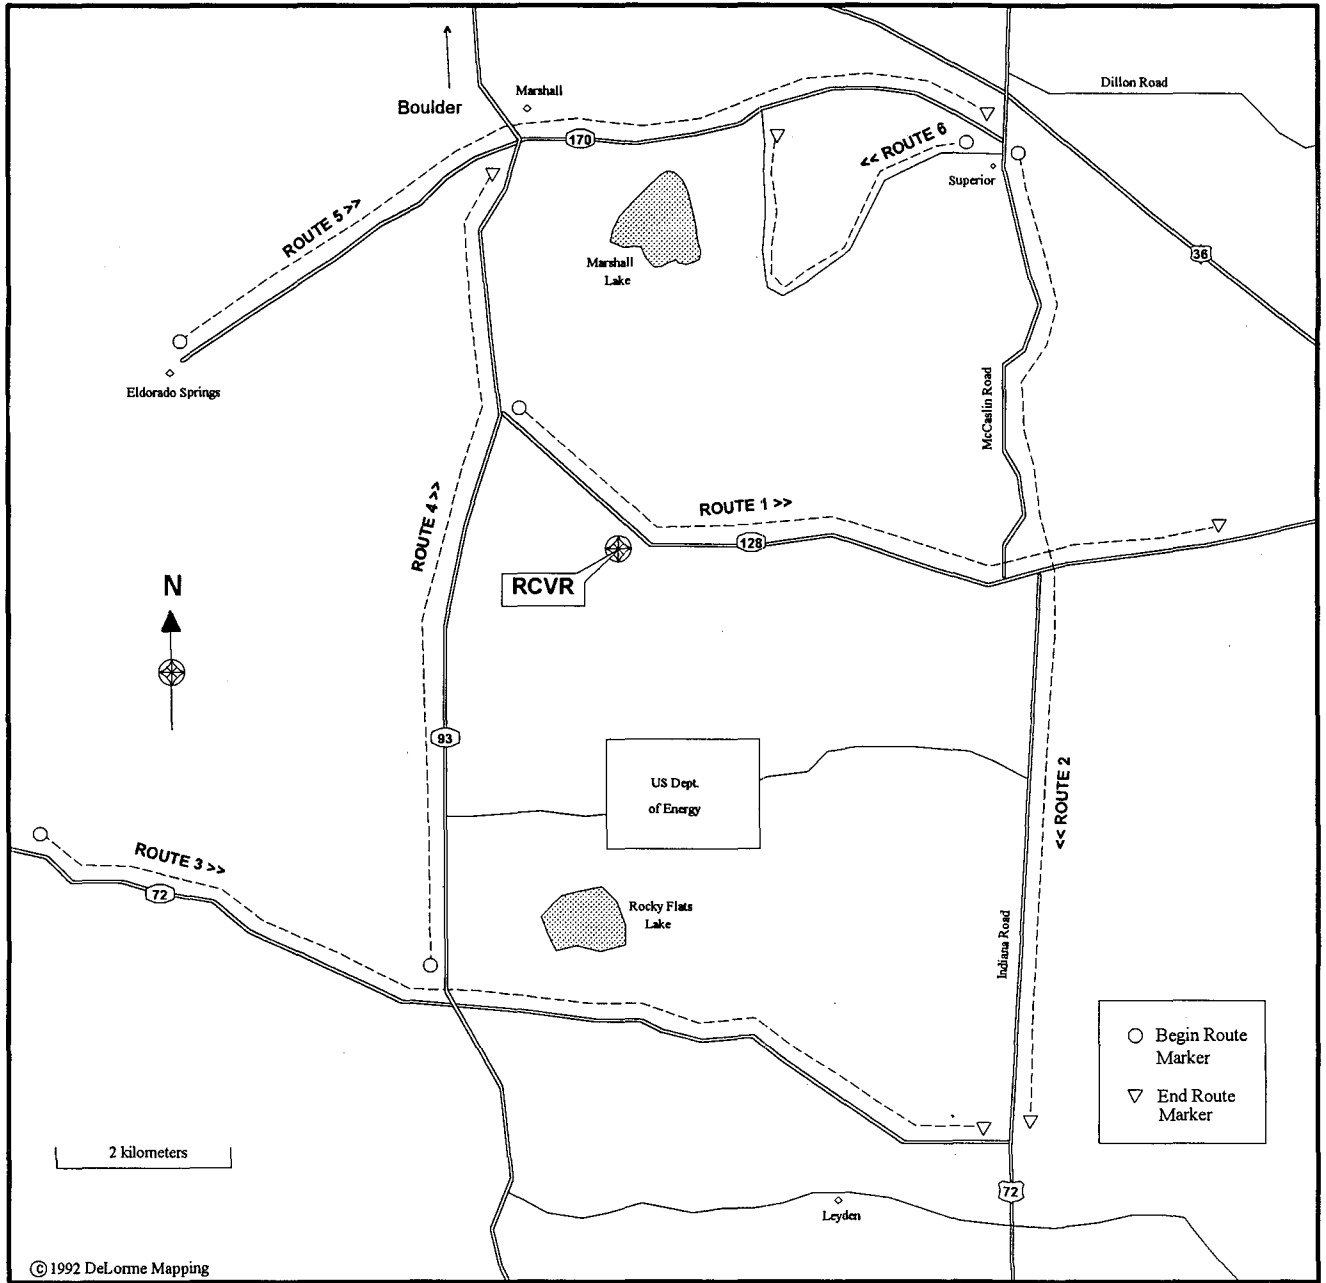 Dillon Road
Marshall
Boulder
170
<< ROUTE 6
Superior
ROUTE 5 >>
36
Marshall
Lake
Eldorado Springs
McCaslin Road
ROUTE 4 >>
ROUTE 1 >>
128
RCVR
N
93
US Dept.
of Energy
<< ROUTE 2
ROUTE 3 >>
72
Rocky Flats
Lake
Indiana Road
Begin Route
Marker
End Route
Marker
2 kilometers
72
Leyden
© 1992 DeLorme Mapping